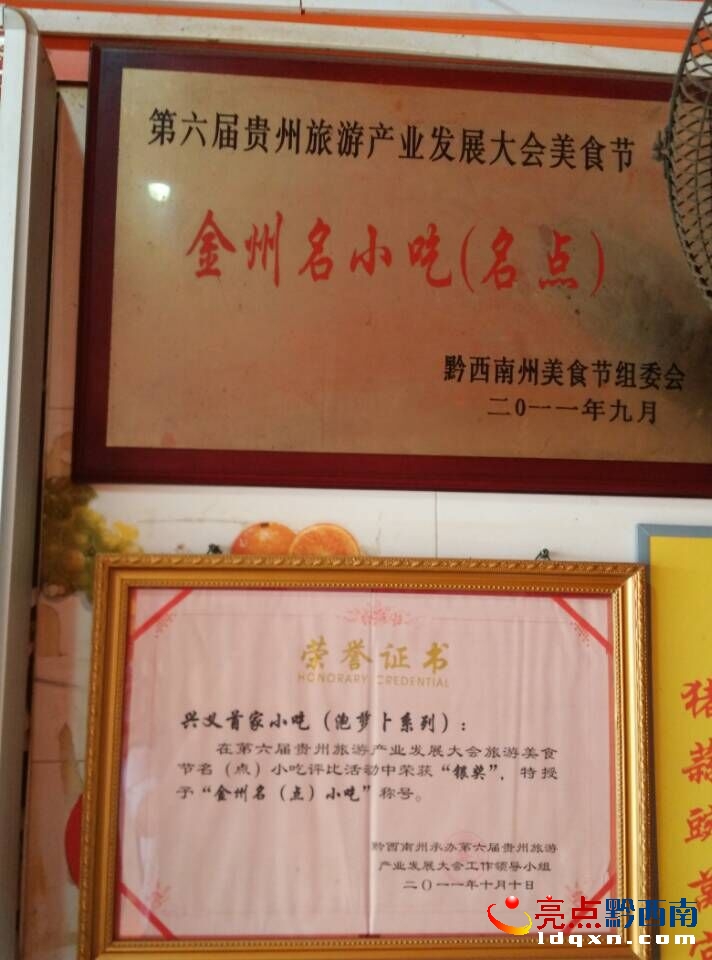 第六届贵州旅游产业发展大会美食节
金州名小吃(名点)
黔西南州美食节组委会
二0一一年九月
荣誉证书
HONORARY CREDENTIAL
兴义首家小吃（泡萝卜系列）：
在第六届贵州旅游产业发展大会旅游美食
节名（点）小吃评比活动中荣获“银奖”，特授
予“金州名（点）小吃”称号。
黔西南州承办第六届贵州旅游
产业发展大会工作领导小组
二〇一一年十月十日
猪
蒜
豌
亮点黔西南
ldqxn.com